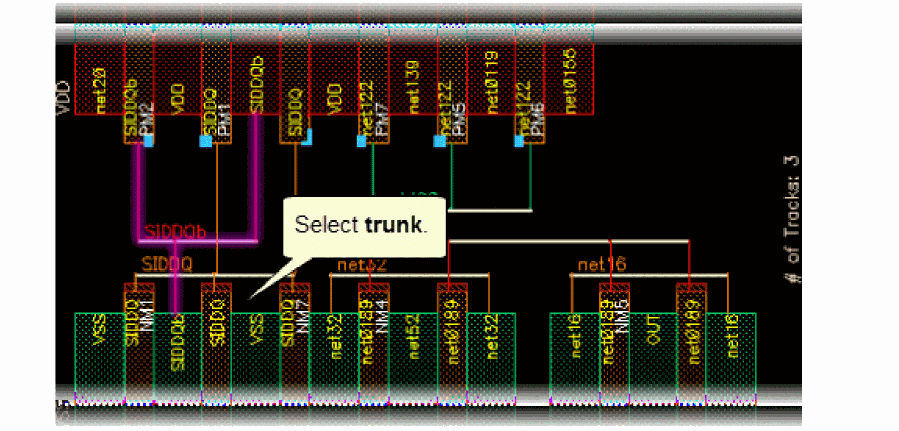 VDD
net20
SIDDQb
PM2
VDD
SIDDQ
PM1
SIDDQb
SIDDQ
VDD
net122
PM7
net139
net122
PM5
net0119
net122
PM6
net0155
# of Tracks: 3
Select trunk.
SIDDQb
SIDDQ
net32
net16
VSS
SIDDQ
NM1
SIDDQb
SIDDQ
VSS
SIDDQ
NM7
net32
net0189
NM4
net52
net0189
net32
net16
net0189
NM5
OUT
net0189
net16